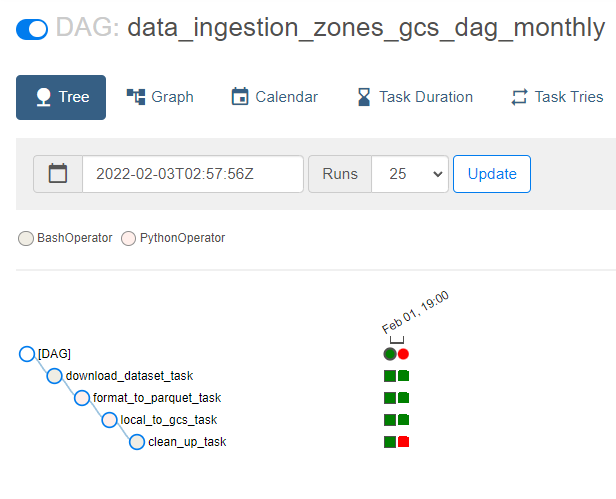 DAG: data_ingestion_zones_gcs_dag_monthly
Tree Graph Calendar Task Duration Task Tries
2022-02-03T02:57:56Z Runs 25 Update
BashOperator PythonOperator
Feb 01, 19:00
[DAG]
download_dataset_task
format_to_parquet_task
local_to_gcs_task
clean_up_task